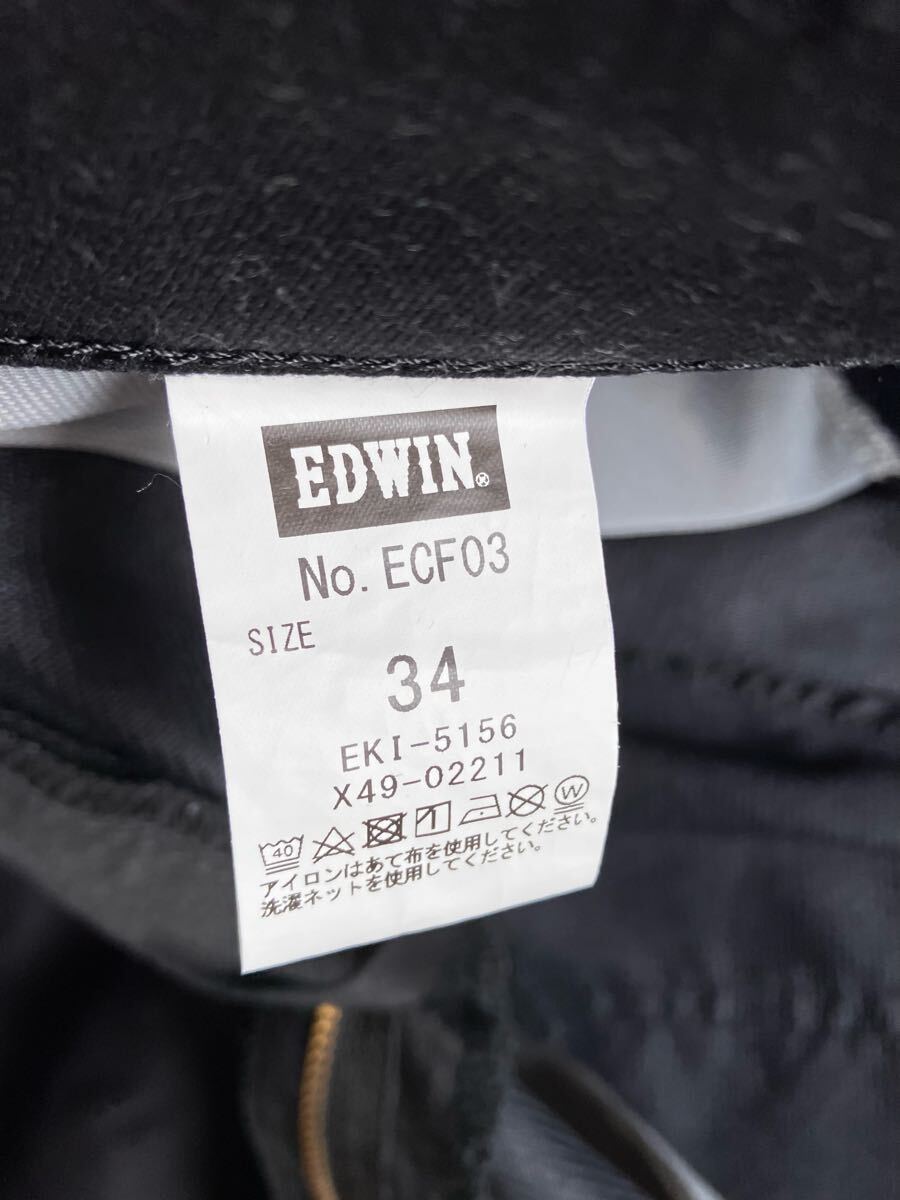 EDWIN®
No. ECF03
SIZE
34
EKI-5156
X49-02211
40 W
アイロンはあて布を使用してください。
洗濯ネットを使用してください。